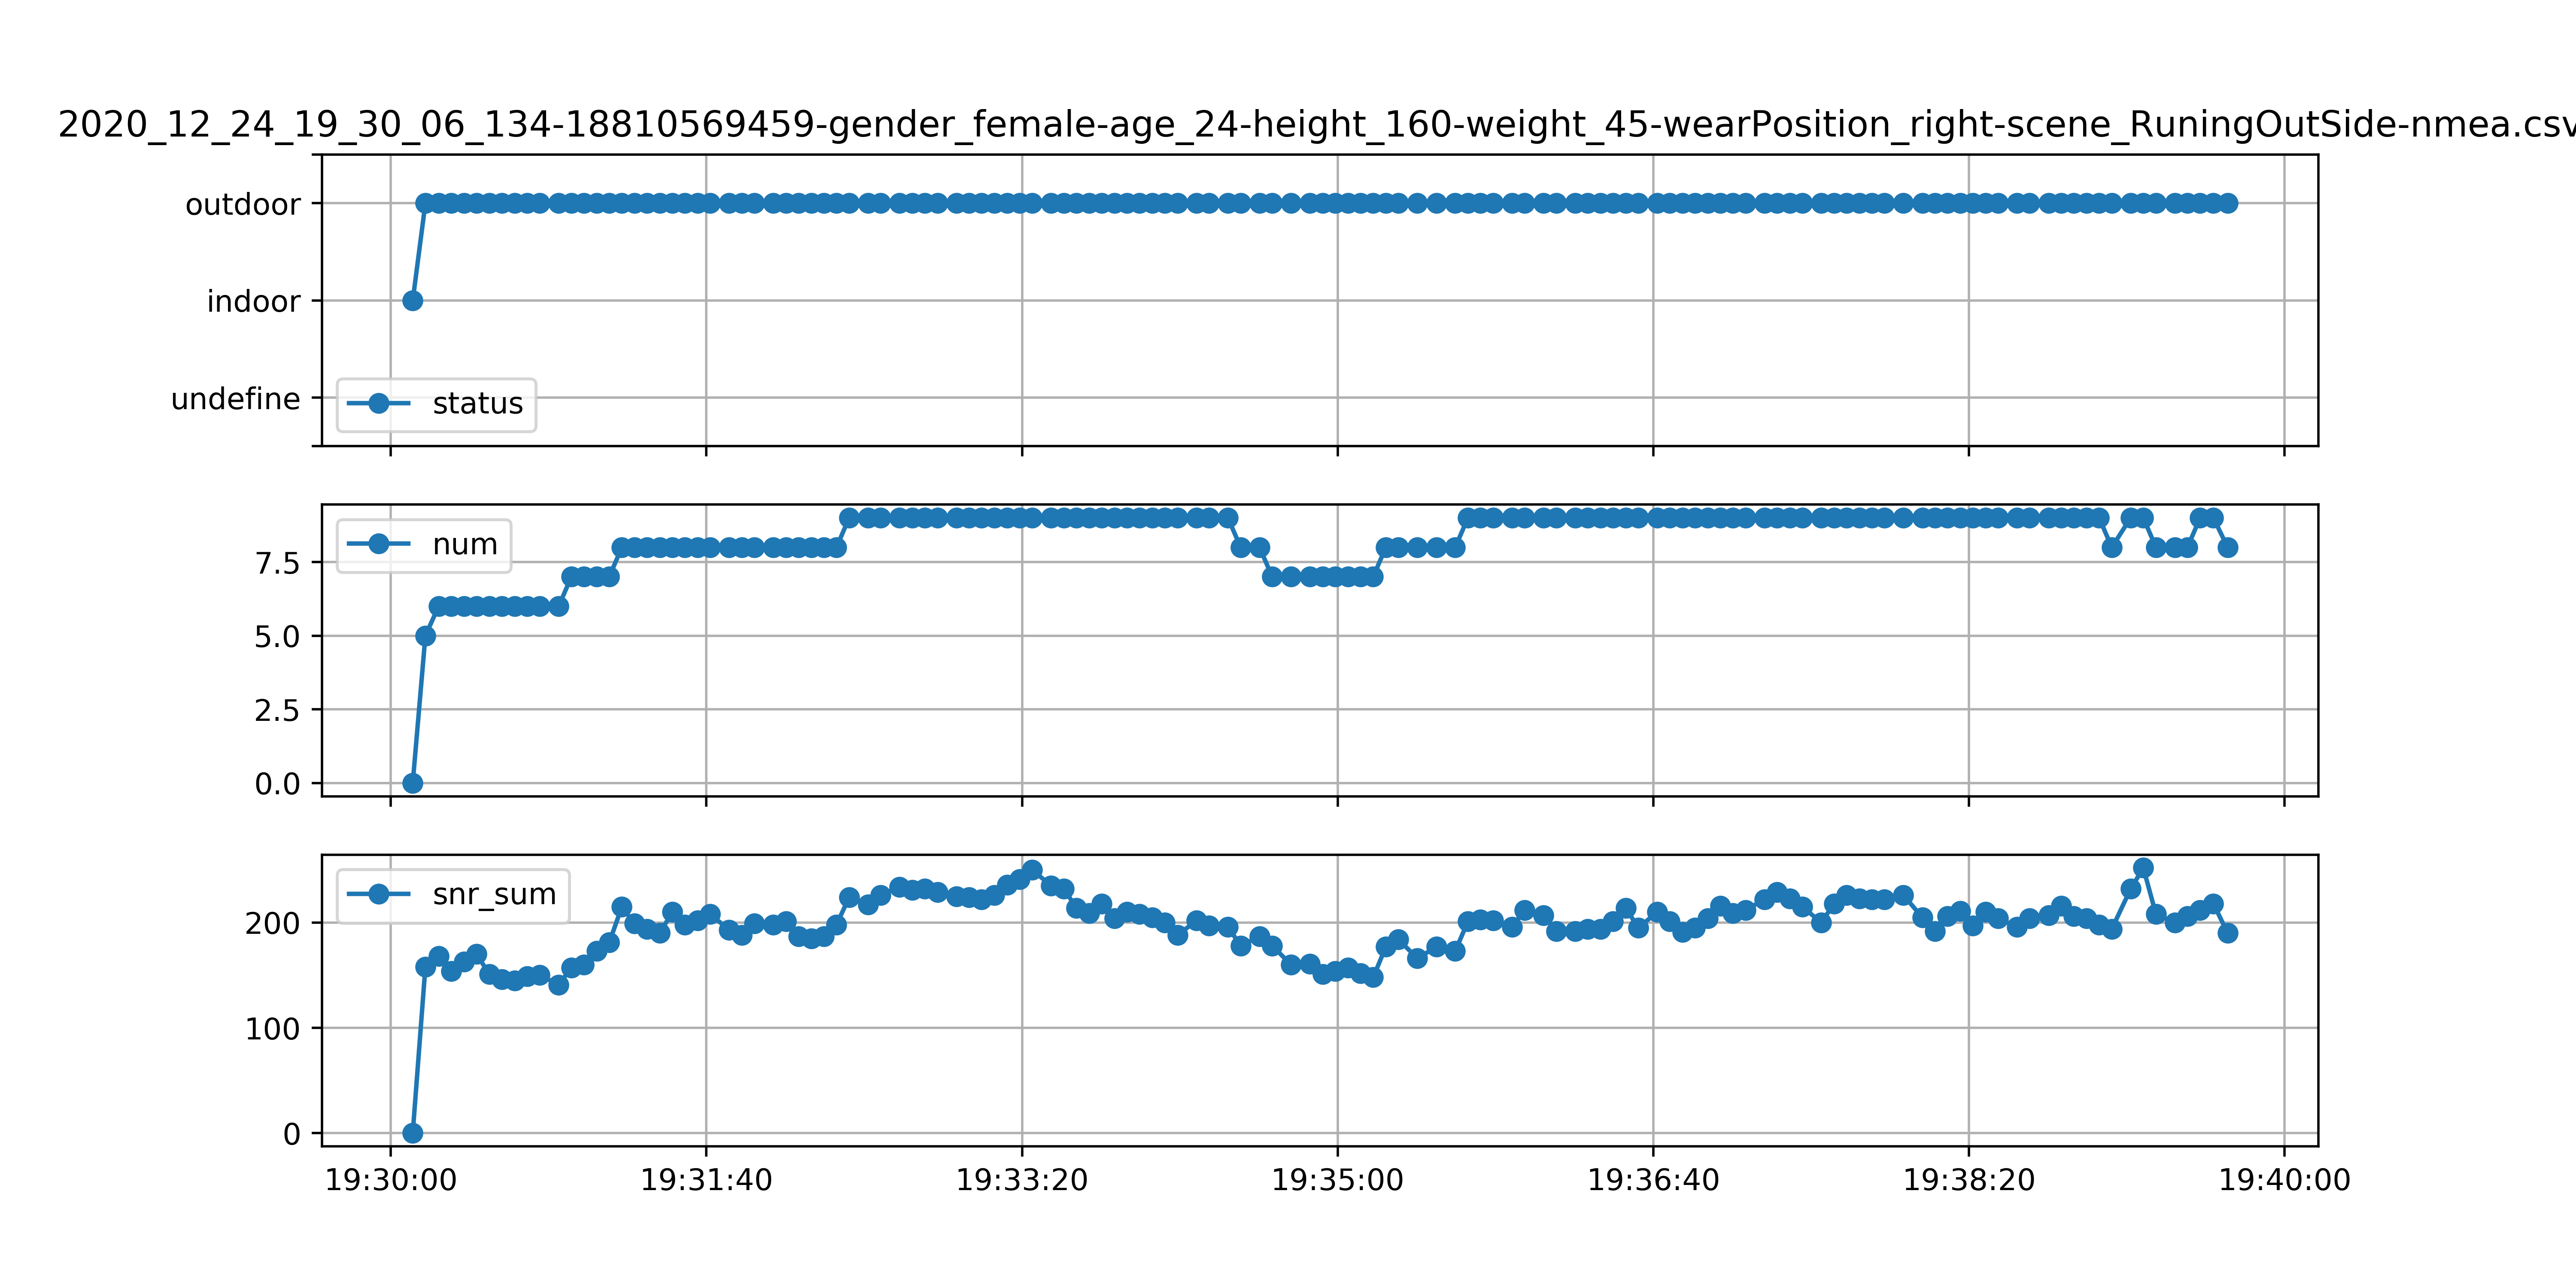 2020_12_24_19_30_06_134-18810569459-gender_female-age_24-height_160-weight_45-wearPosition_right-scene_RuningOutSide-nmea.csv
outdoor
indoor
undefine
status
num
7.5
5.0
2.5
0.0
snr_sum
200
100
0
19:30:00 19:31:40 19:33:20 19:35:00 19:36:40 19:38:20 19:40:00